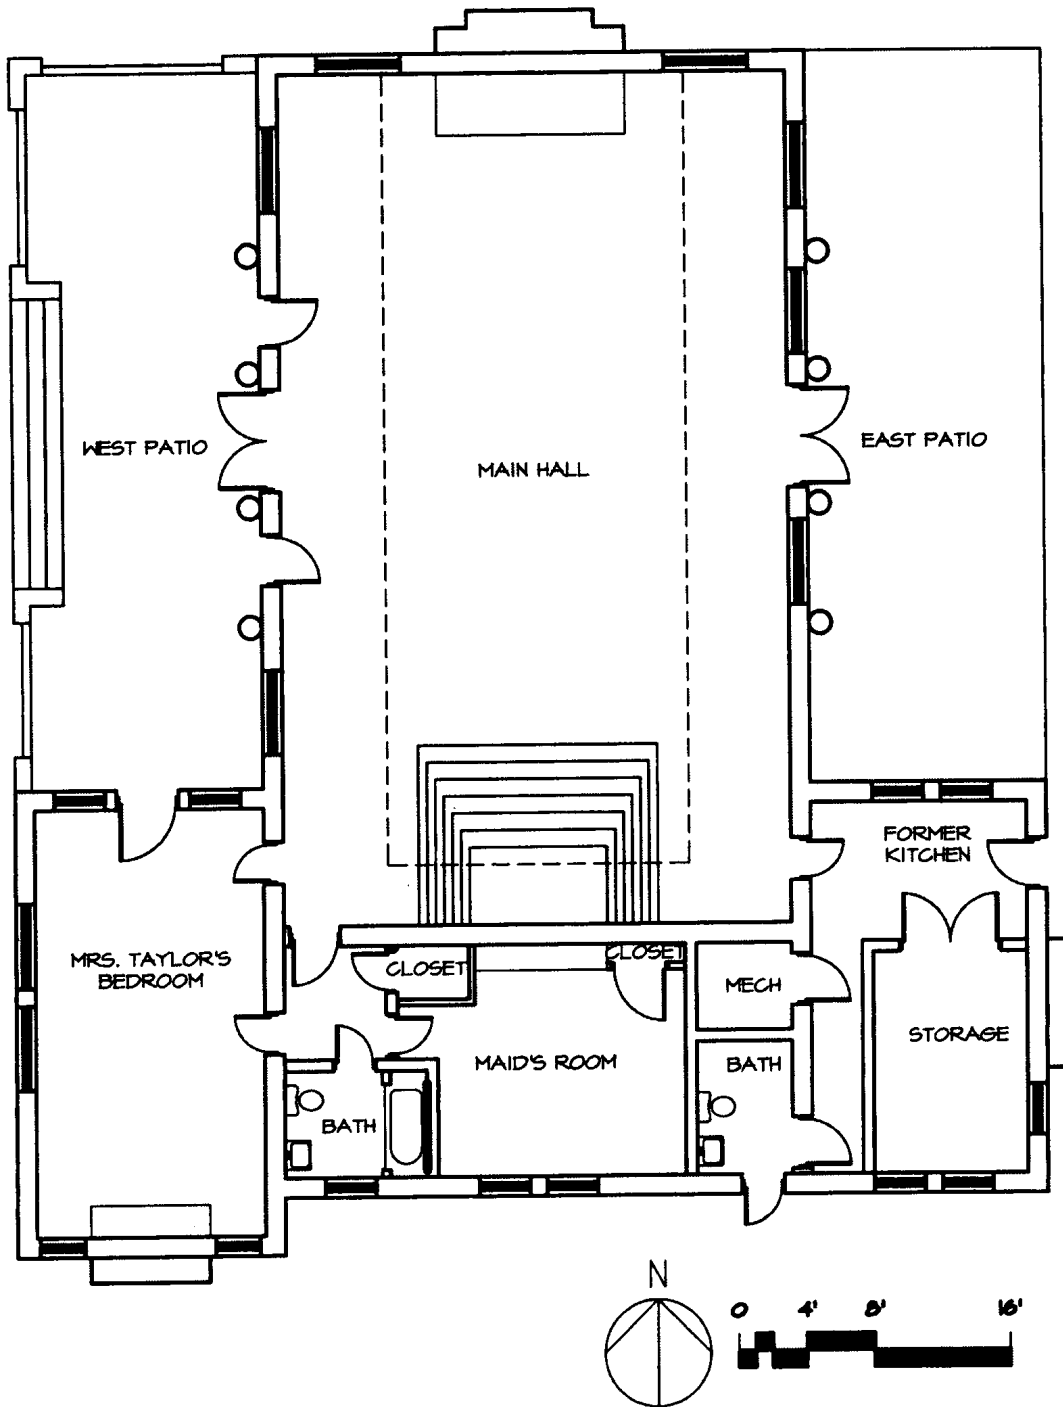 WEST PATIO
MAIN HALL
EAST PATIO
FORMER
KITCHEN
MRS. TAYLOR'S
BEDROOM
CLOSET
CLOSET
MECH
STORAGE
MAID'S ROOM
BATH
BATH
N
0 4' 8' 16'